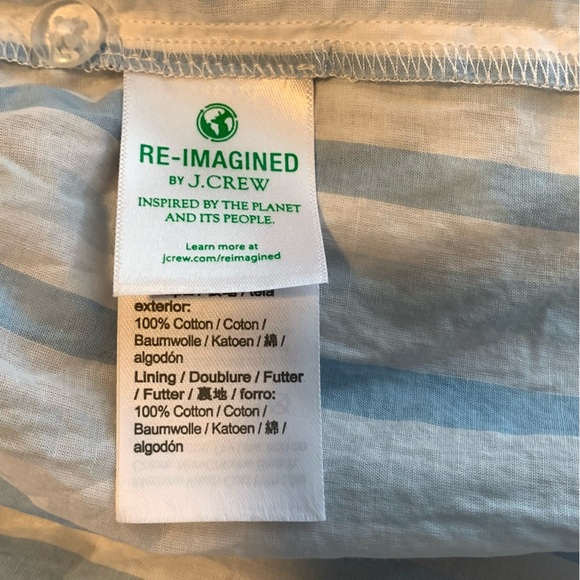 RE-IMAGINED
BY J.CREW
INSPIRED BY THE PLANET
AND ITS PEOPLE.
Learn more at
jcrew.com/reimagined
/ tela
exterior:
100% Cotton / Coton /
Baumwolle / Katoen / 綿 /
algodón
Lining / Doublure / Futter
/ Futter / 裏地 / forro:
100% Cotton / Coton /
Baumwolle / Katoen / 綿 /
algodón